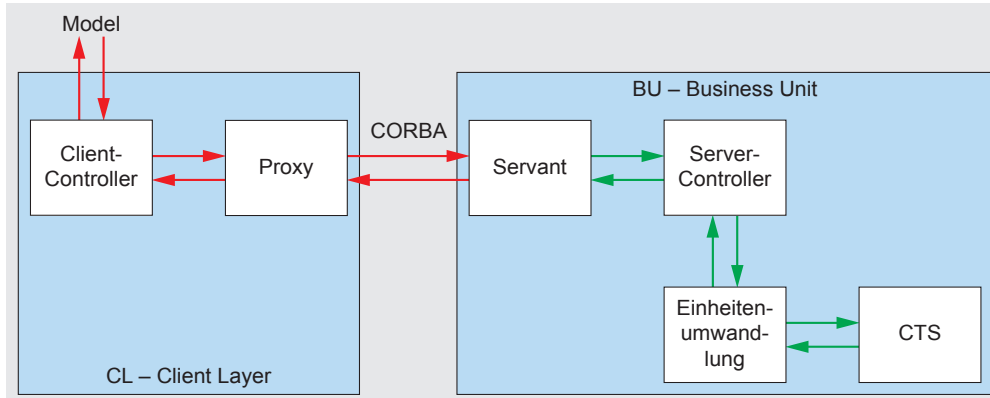 Model
BU – Business Unit
Client-
Controller
Proxy
CORBA
Servant
Server-
Controller
Einheiten-
umwand-
lung
CTS
CL – Client Layer